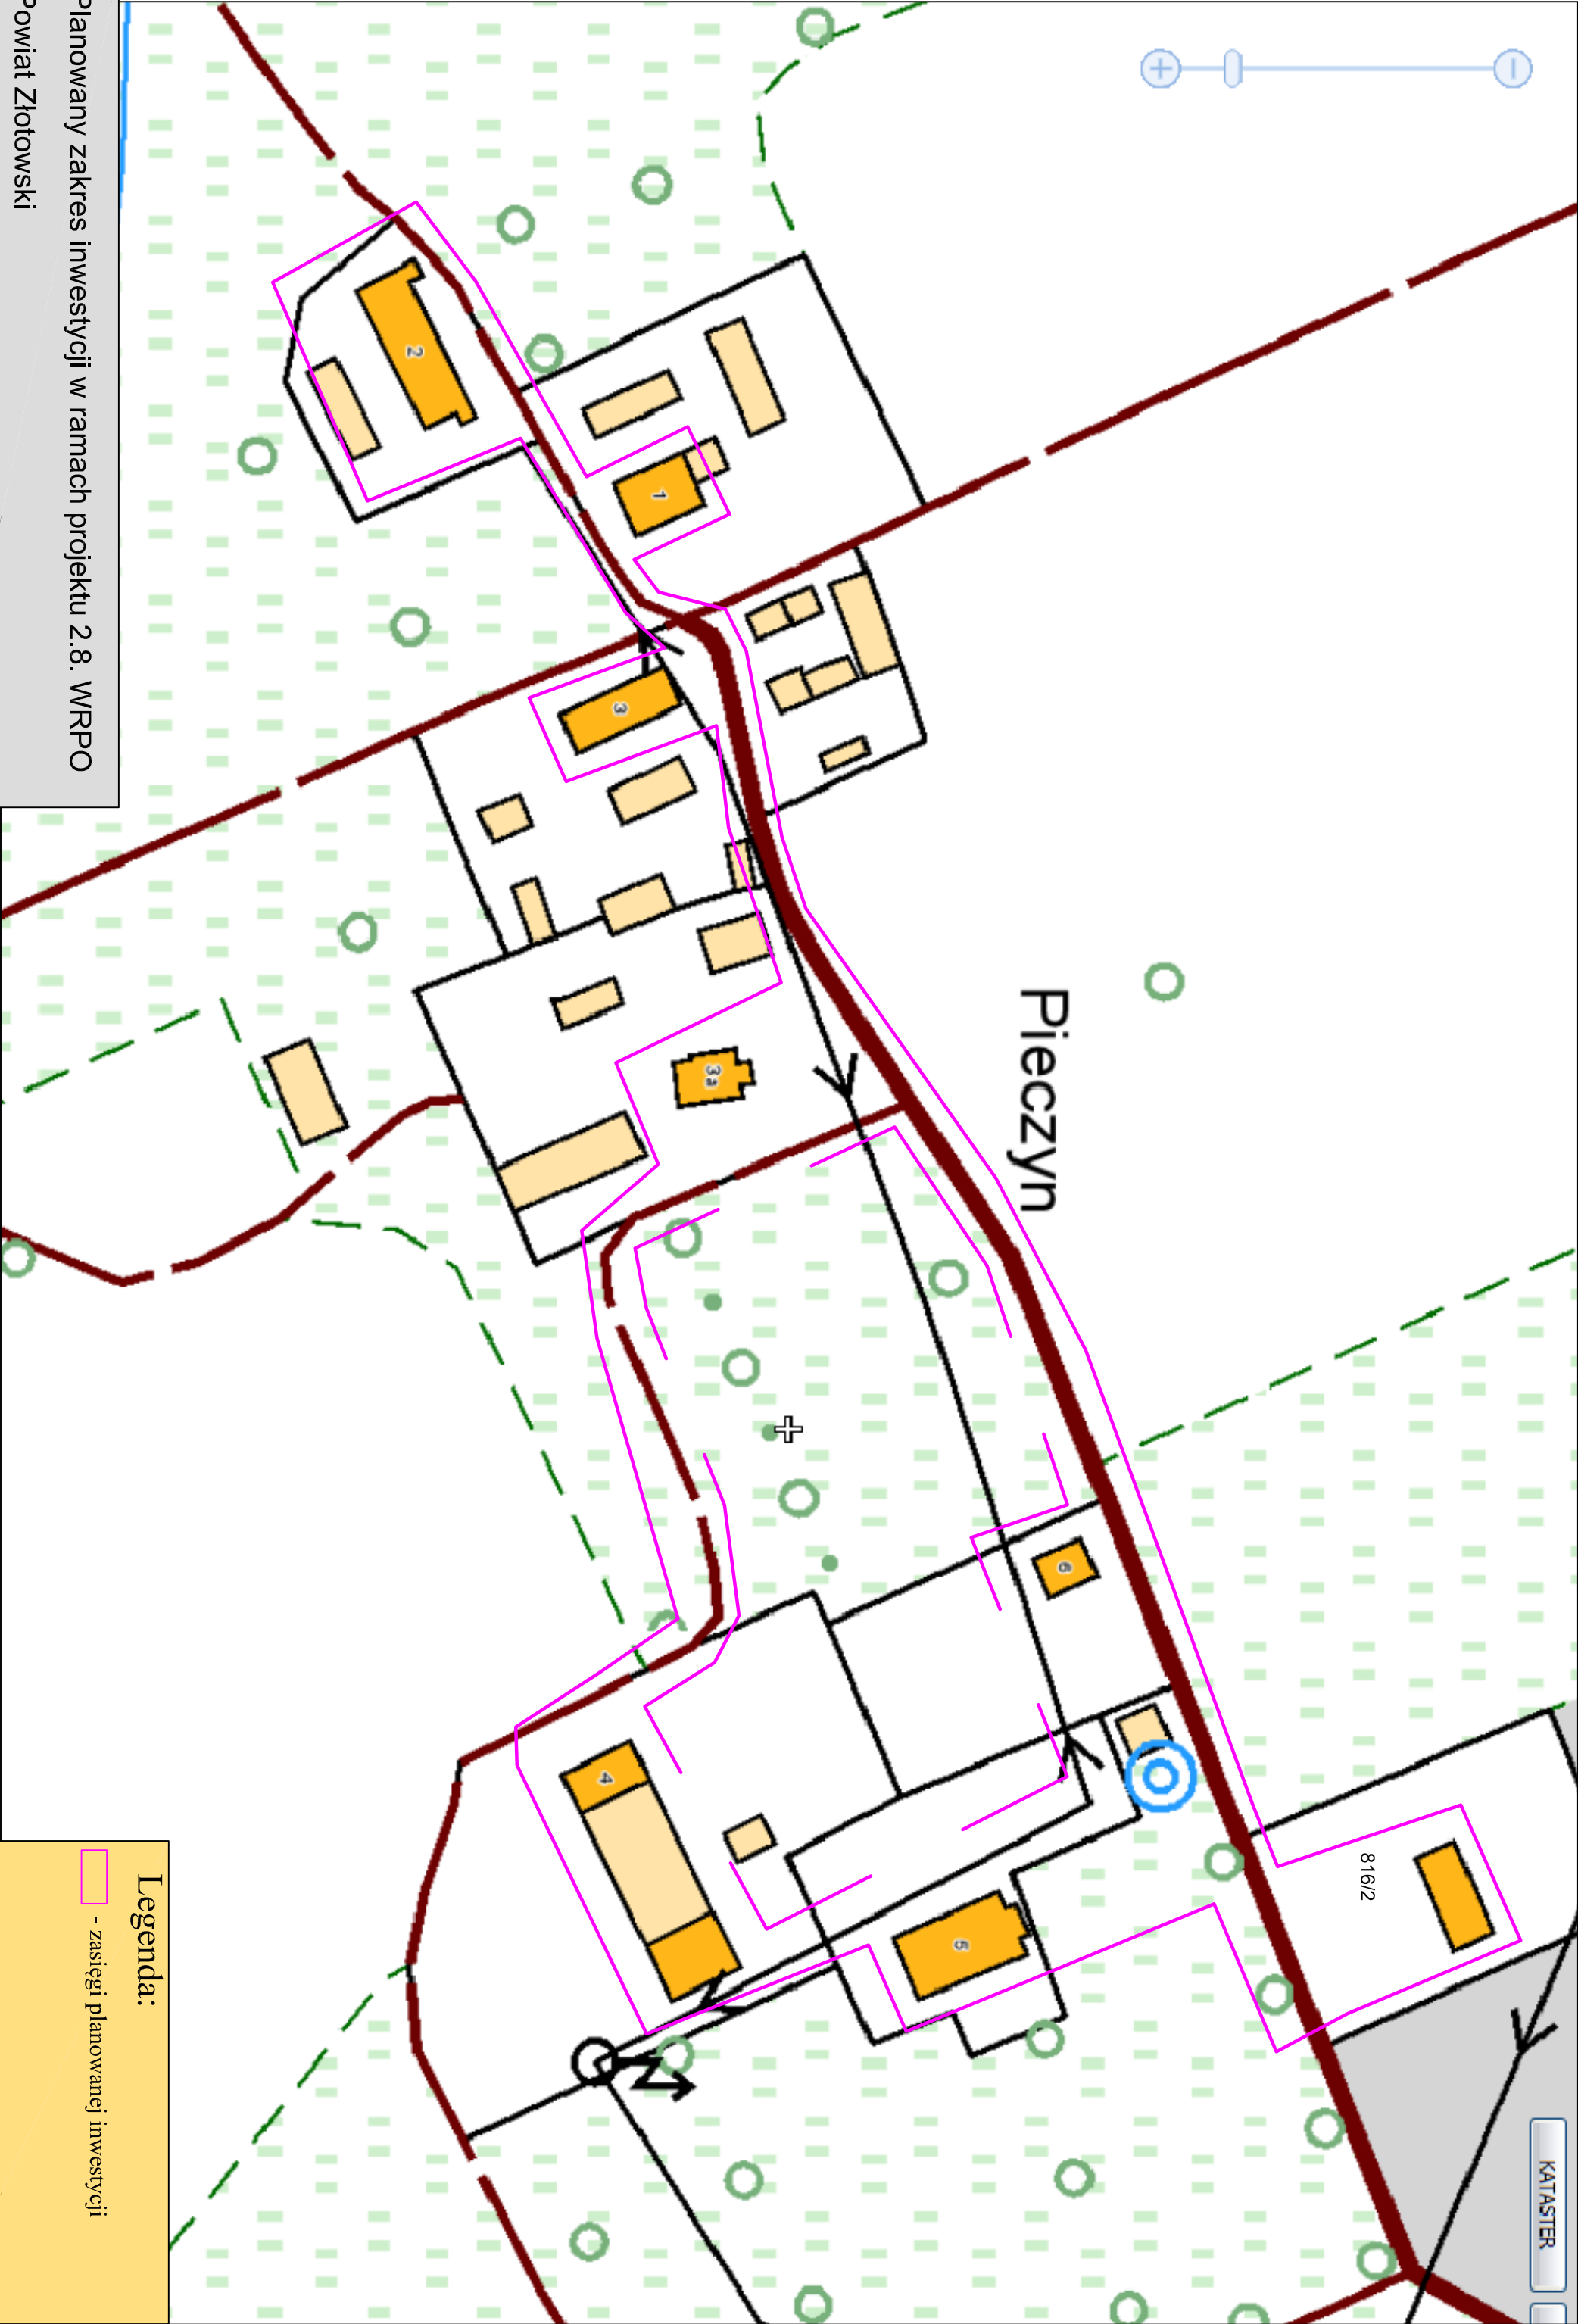 Planowany zakres inwestycji w ramach projektu 2.8. WRPO
Powiat Złotowski
Pieczyn
2
1
3
3a
6
4
5
816/2
KATASTER
Legenda:
- zasięgi planowanej inwestycji